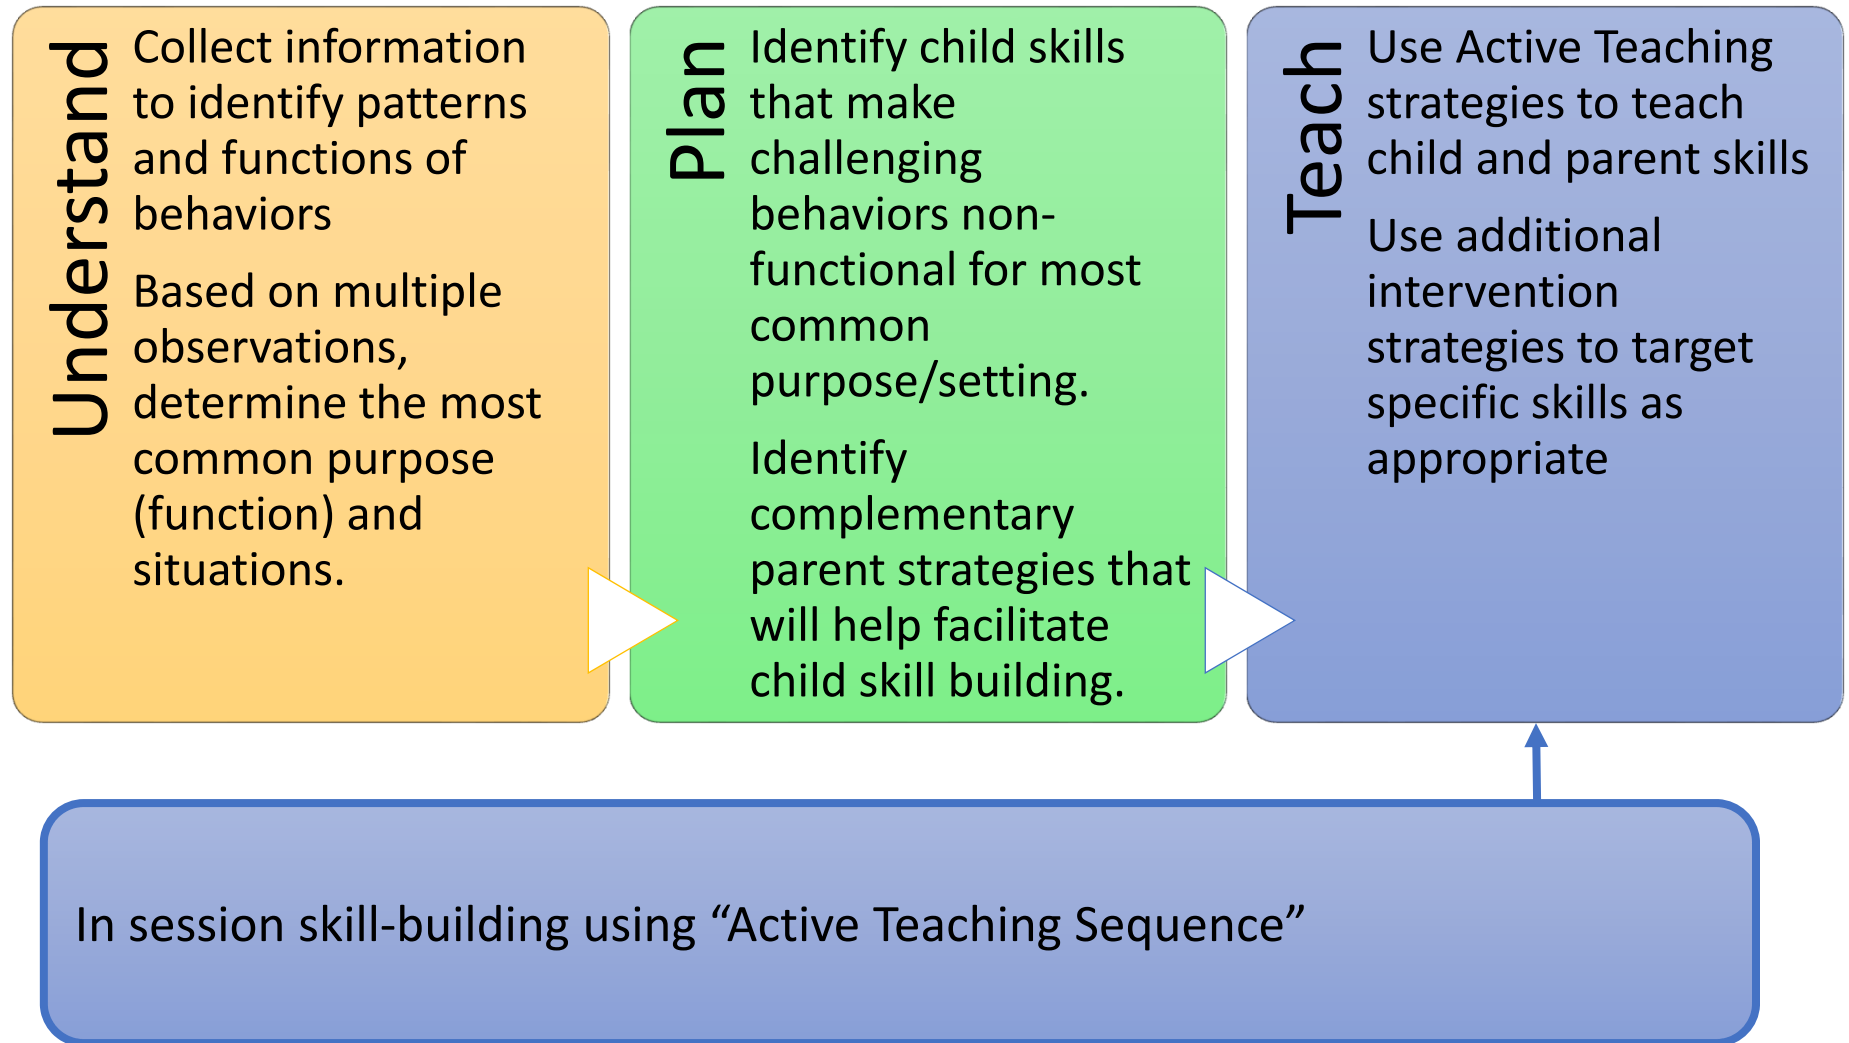 Understand
Collect information
to identify patterns
and functions of
behaviors
Based on multiple
observations,
determine the most
common purpose
(function) and
situations.
Plan
Identify child skills
that make
challenging
behaviors non-
functional for most
common
purpose/setting.
Identify
complementary
parent strategies that
will help facilitate
child skill building.
Teach
Use Active Teaching
strategies to teach
child and parent skills
Use additional
intervention
strategies to target
specific skills as
appropriate
In session skill-building using “Active Teaching Sequence”